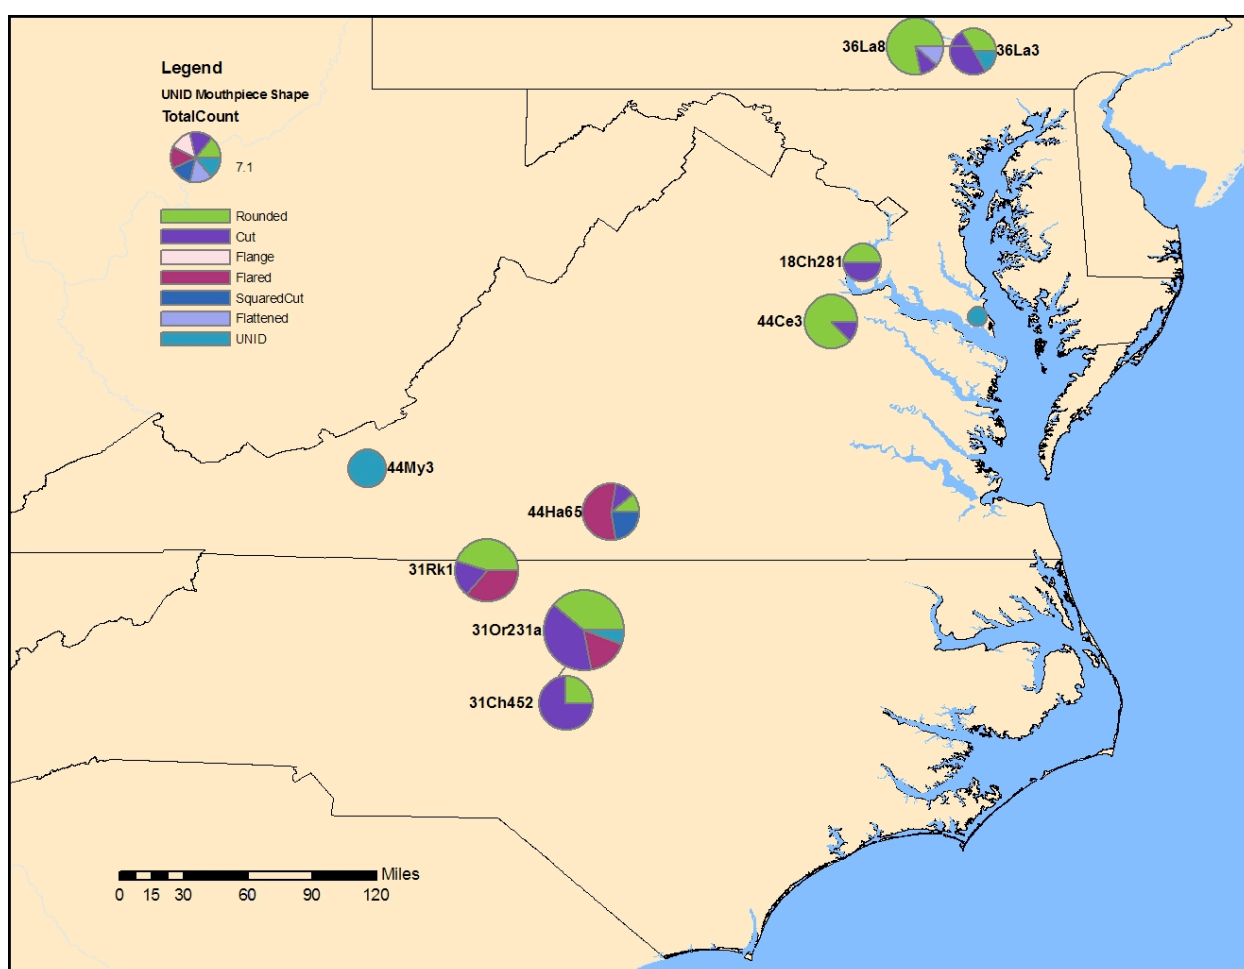 36La8
36La3
Legend
UNID Mouthpiece Shape
TotalCount
7.1
Rounded
Cut
Flange
Flared
SquaredCut
Flattened
UNID
18Ch281
44Ce3
44My3
44Ha65
31Rk1
31Or231a
31Ch452
Miles
0 15 30 60 90 120